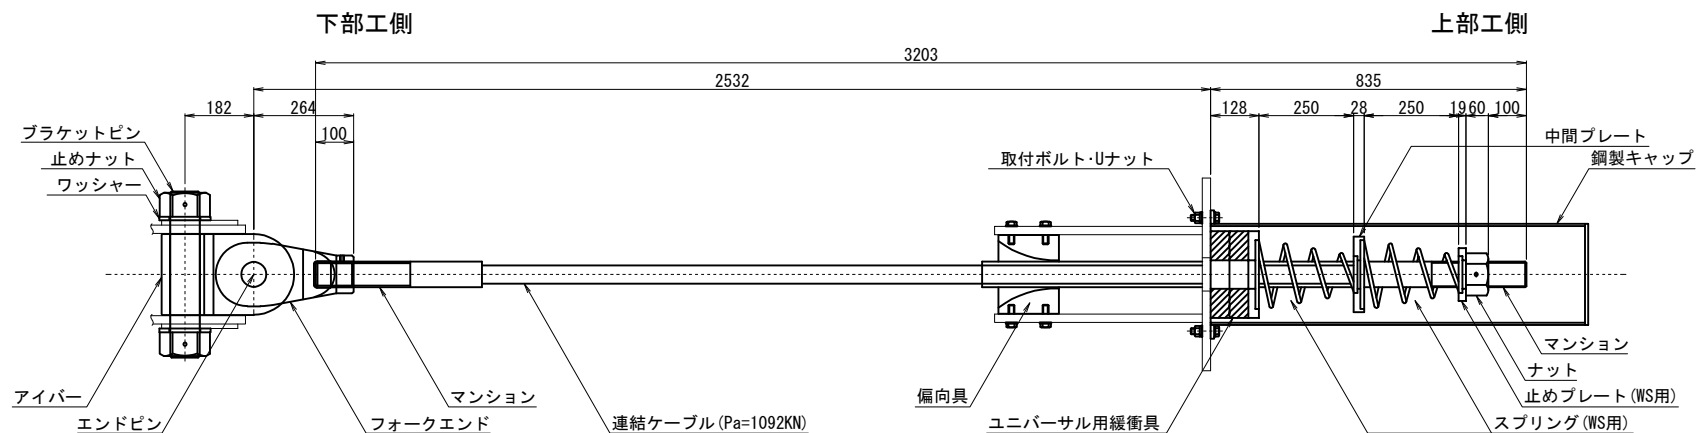 下部工側
上部工側
3203
2532
835
182
264
128
250
28
250
19
60
100
100
ブラケットピン
止めナット
ワッシャー
取付ボルト・Uナット
中間プレート
鋼製キャップ
アイバー
エンドピン
フォークエンド
マンション
連結ケーブル(Pa=1092KN)
偏向具
ユニバーサル用緩衝具
マンション
ナット
止めプレート(WS用)
スプリング(WS用)